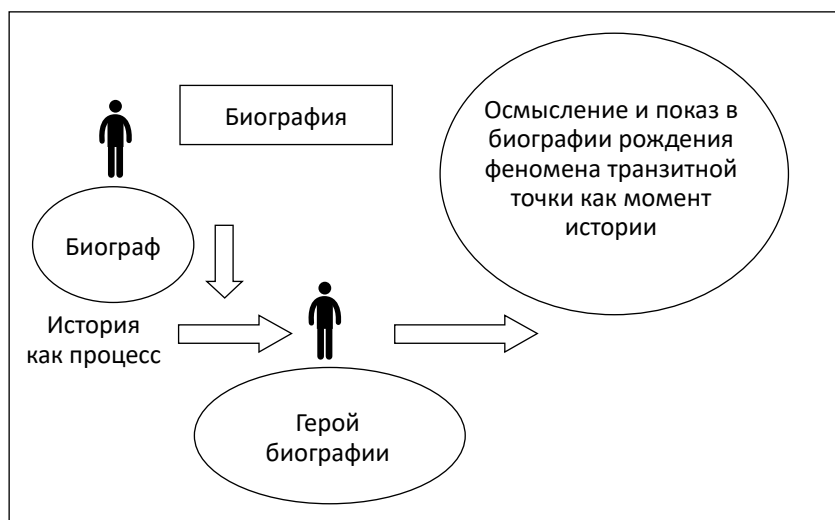 Биография
Осмысление и показ в
биографии рождения
феномена транзитной
точки как момент
истории
Биограф
История
как процесс
Герой
биографии